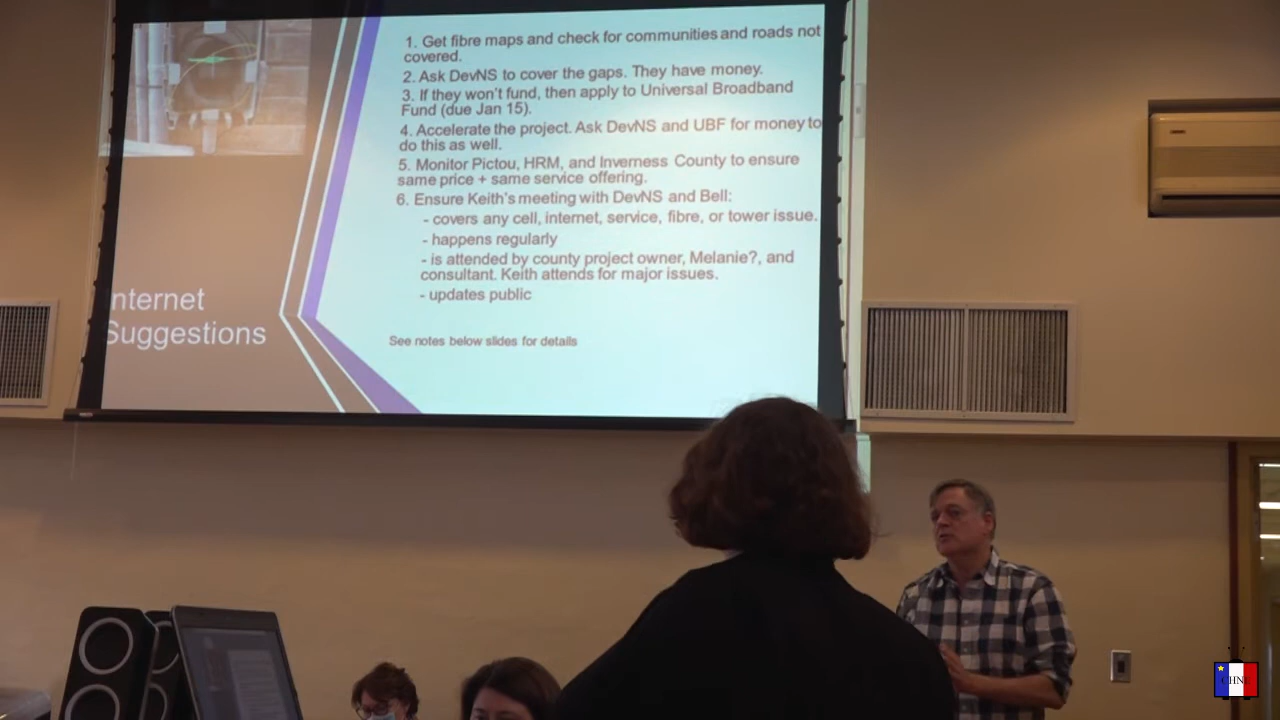 1. Get fibre maps and check for communities and roads not
covered.
2. Ask DevNS to cover the gaps. They have money.
3. If they won't fund, then apply to Universal Broadband
Fund (due Jan 15).
4. Accelerate the project. Ask DevNS and UBF for money to
do this as well.
5. Monitor Pictou, HRM, and Inverness County to ensure
same price + same service offering.
6. Ensure Keith's meeting with DevNS and Bell:
- covers any cell, internet, service, fibre, or tower issue.
- happens regularly
- is attended by county project owner, Melanie?, and
consultant. Keith attends for major issues.
- updates public
See notes below slides for details
Internet
Suggestions
CHNE